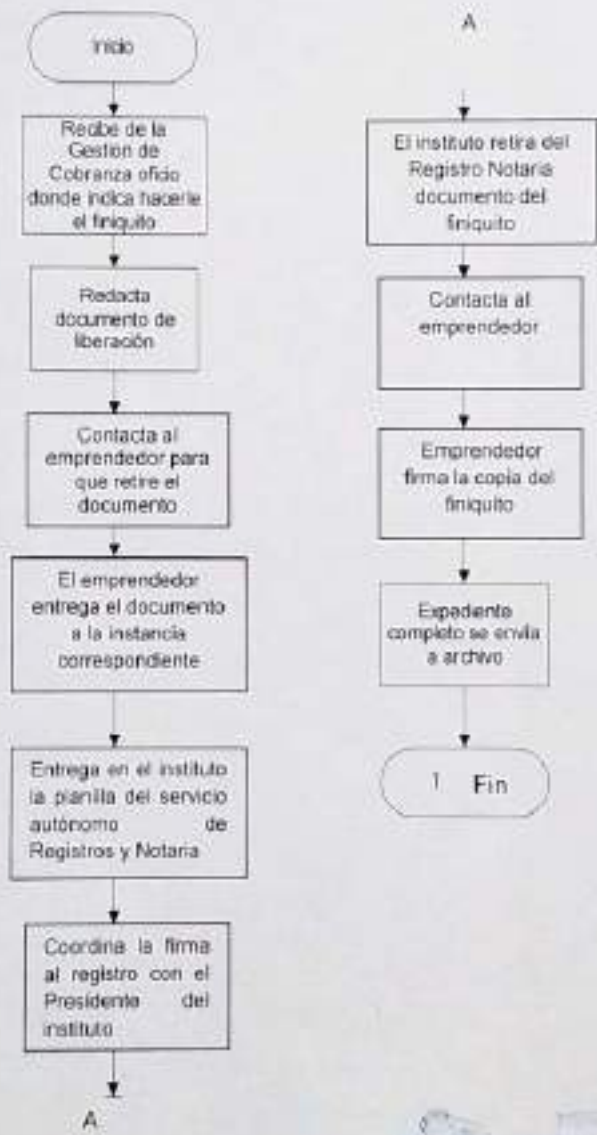 Inicio
Recibe de la
Gestion de
Cobranza oficio
donde indica hacerle
el finiquito
Redacta
documento de
liberación
Contacta al
emprendedor para
que retire el
documento
El emprendedor
entrega el documento
a la instancia
correspondiente
Entrega en el instituto
la planilla del servicio
autónomo de
Registros y Notaria
Coordina la firma
al registro con el
Presidente del
instituto
A
A
El instituto retira del
Registro Notaria
documento del
finiquito
Contacta al
emprendedor
Emprendedor
firma la copia del
finiquito
Expediente
completo se envia
a archivo
1 Fin